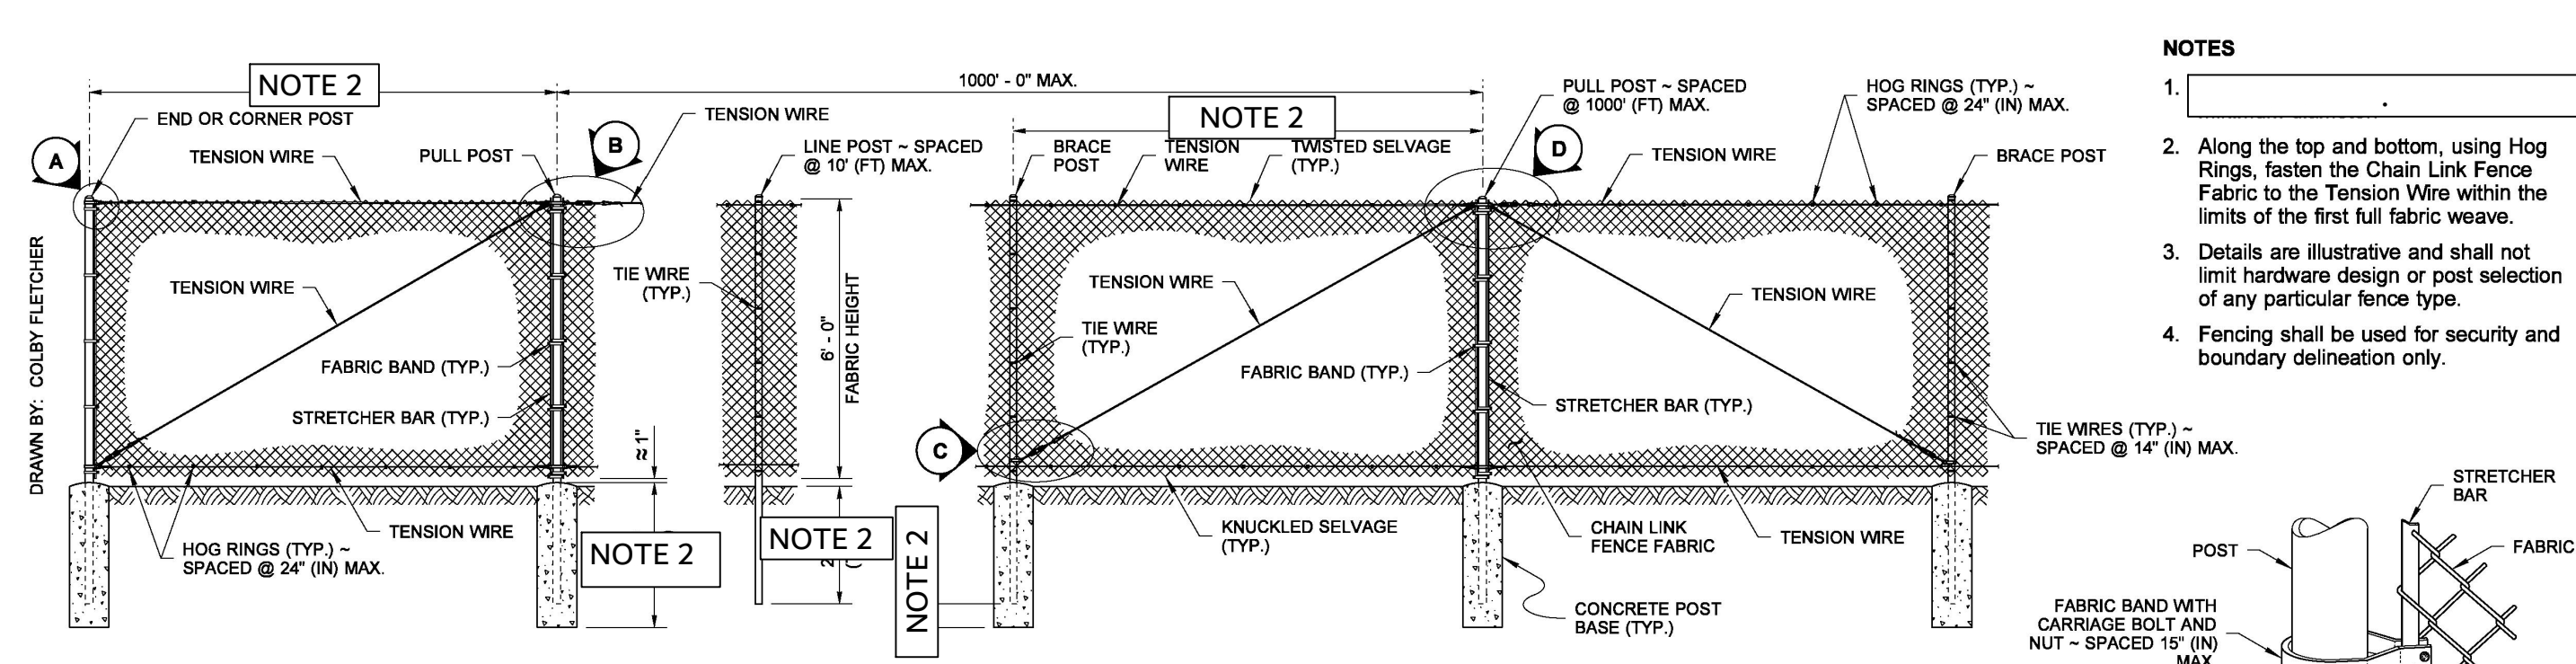 NOTE 2
END OR CORNER POST
A
TENSION WIRE
PULL POST
B
TENSION WIRE
1000' - 0" MAX.
LINE POST ~ SPACED
@ 10' (FT) MAX.
NOTE 2
BRACE
POST
TENSION
WIRE
TWISTED SELVAGE
(TYP.)
PULL POST ~ SPACED
@ 1000' (FT) MAX.
D
TENSION WIRE
HOG RINGS (TYP.) ~
SPACED @ 24" (IN) MAX.
BRACE POST
DRAWN BY: COLBY FLETCHER
TENSION WIRE
FABRIC BAND (TYP.)
STRETCHER BAR (TYP.)
TIE WIRE
(TYP.)
6' - 0"
FABRIC HEIGHT
≈ 1"
TENSION WIRE
TIE WIRE
(TYP.)
FABRIC BAND (TYP.)
C
TENSION WIRE
STRETCHER BAR (TYP.)
TIE WIRES (TYP.) ~
SPACED @ 14" (IN) MAX.
HOG RINGS (TYP.) ~
SPACED @ 24" (IN) MAX.
TENSION WIRE
NOTE 2
NOTE 2
2
(
NOTE 2
KNUCKLED SELVAGE
(TYP.)
CHAIN LINK
FENCE FABRIC
TENSION WIRE
CONCRETE POST
BASE (TYP.)
NOTES
1.
2. Along the top and bottom, using Hog
Rings, fasten the Chain Link Fence
Fabric to the Tension Wire within the
limits of the first full fabric weave.
3. Details are illustrative and shall not
limit hardware design or post selection
of any particular fence type.
4. Fencing shall be used for security and
boundary delineation only.
STRETCHER
BAR
POST
FABRIC
FABRIC BAND WITH
CARRIAGE BOLT AND
NUT ~ SPACED 15" (IN)
MAX.